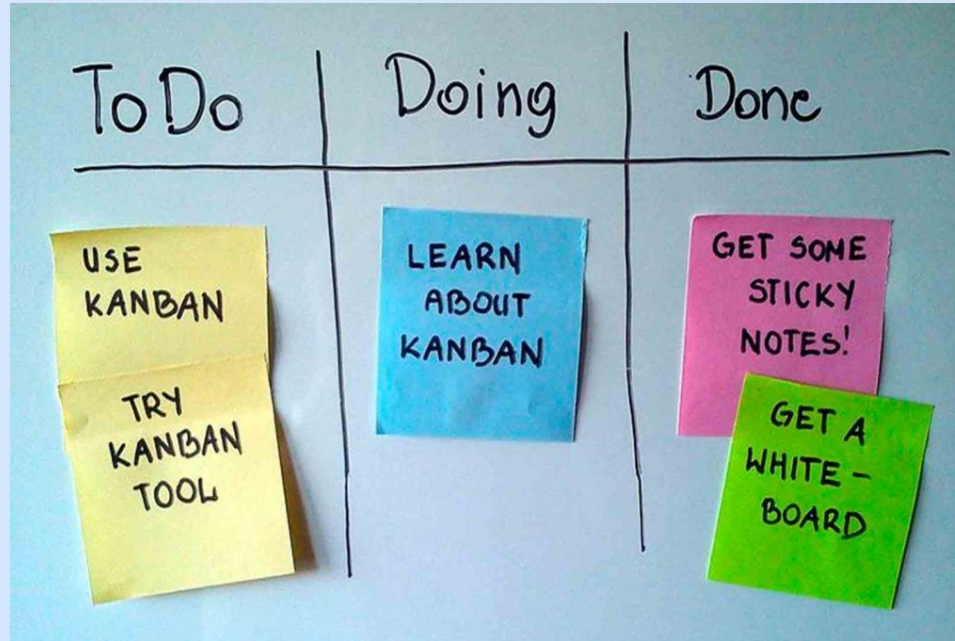 To Do
Doing
Done
USE
KANBAN
TRY
KANBAN
TOOL
LEARN
ABOUT
KANBAN
GET SOME
STICKY
NOTES!
GET A
WHITE -
BOARD